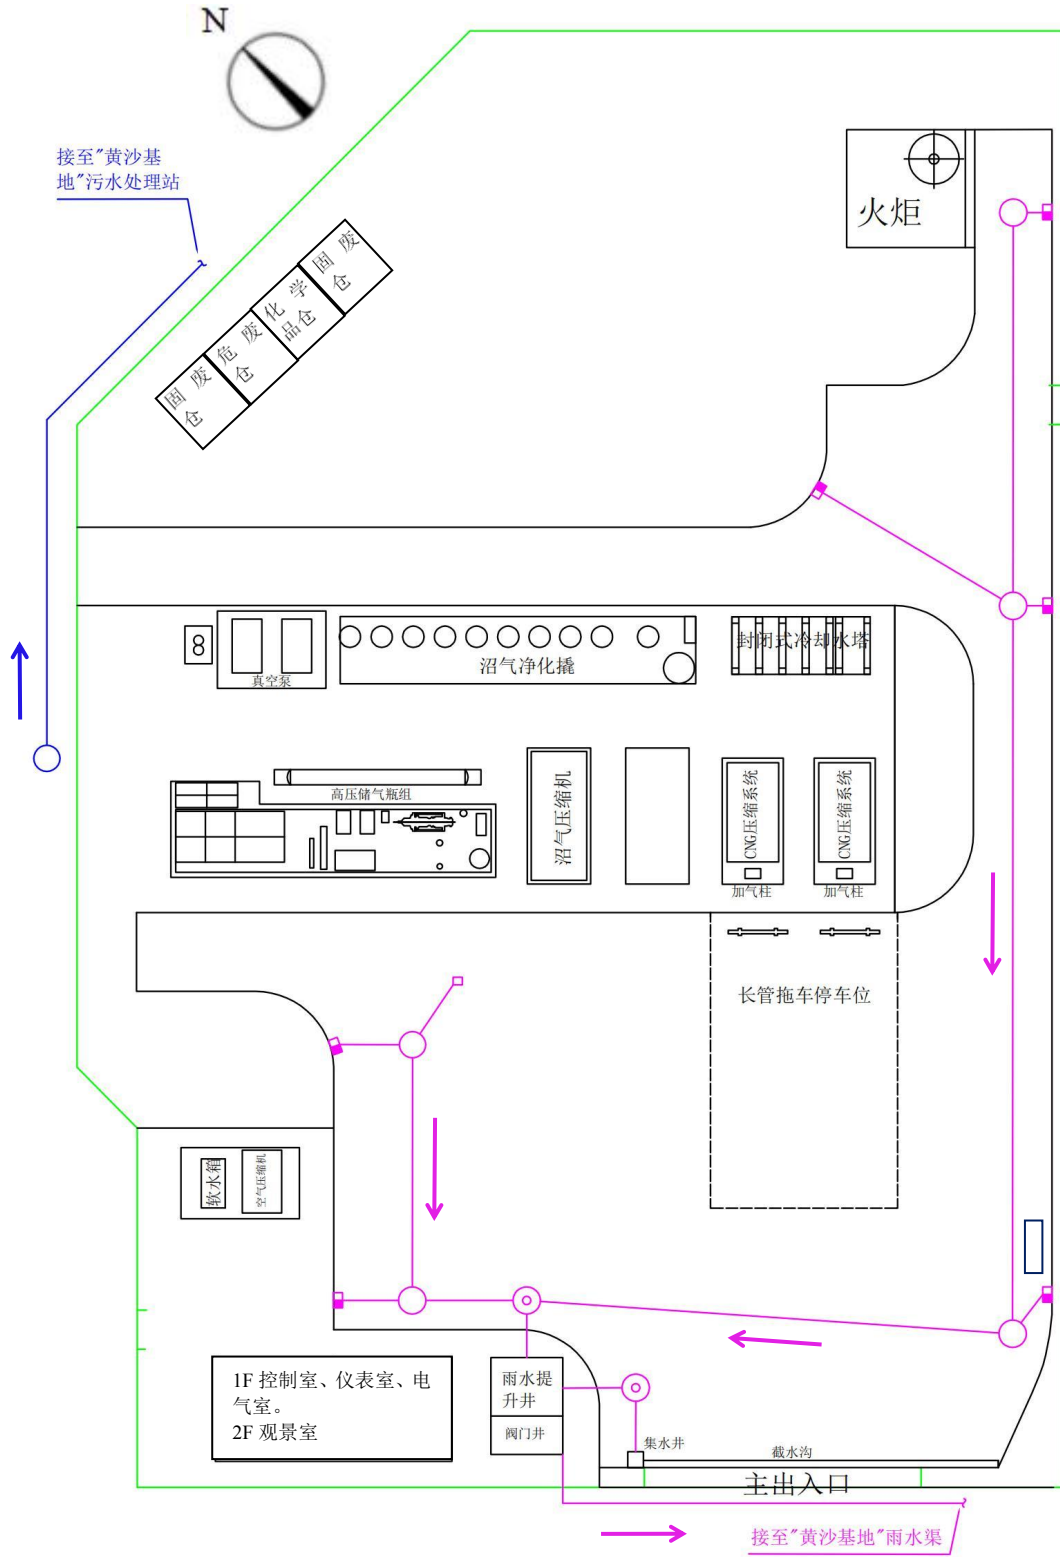 N
接至"黄沙基
地"污水处理站
火炬
固废
仓
化学
品仓
危废
仓
固废
仓
封闭式冷却水塔
沼气净化撬
真空泵
高压储气瓶组
沼气压缩机
CNG压缩系统
CNG压缩系统
加气柱
加气柱
长管拖车停车位
软水箱
空气压缩机
1F 控制室、仪表室、电
气室。
2F 观景室
雨水提
升井
阀门井
集水井
截水沟
主出入口
接至"黄沙基地"雨水渠